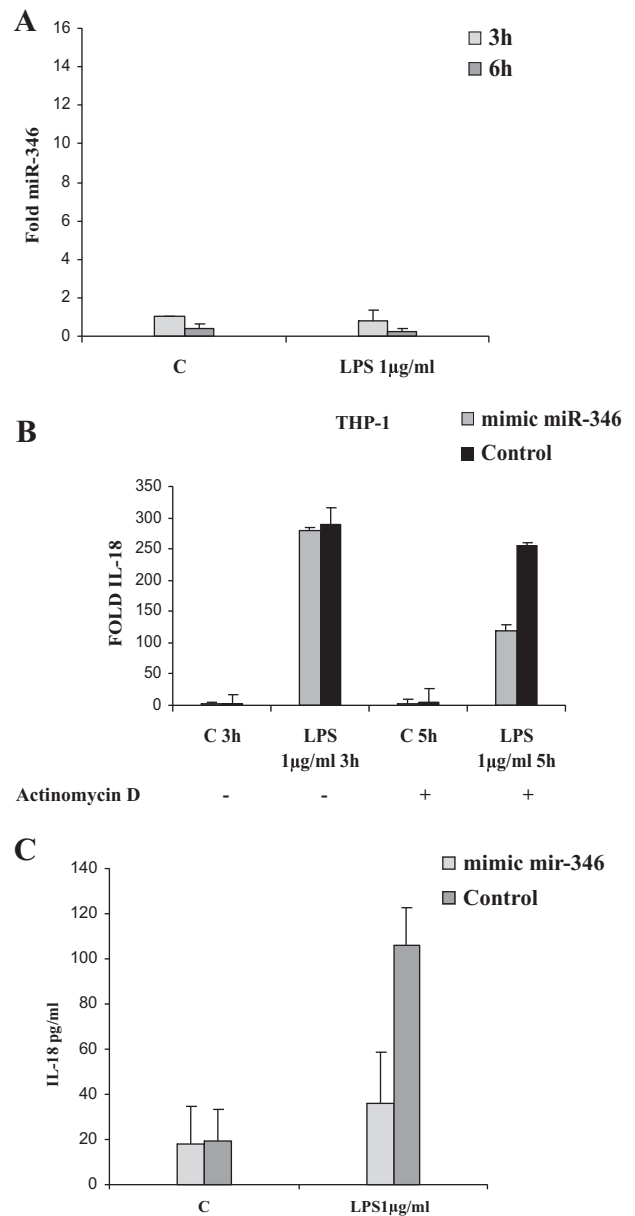 A
3h
6h
Fold miR-346
16
14
12
10
8
6
4
2
0
C
LPS 1µg/ml
B
THP-1
mimic miR-346
Control
FOLD IL-18
350
300
250
200
150
100
50
0
C 3h
LPS
1µg/ml 3h
C 5h
LPS
1µg/ml 5h
Actinomycin D - - + +
C
mimic mir-346
Control
IL-18 pg/ml
140
120
100
80
60
40
20
0
C
LPS1µg/ml